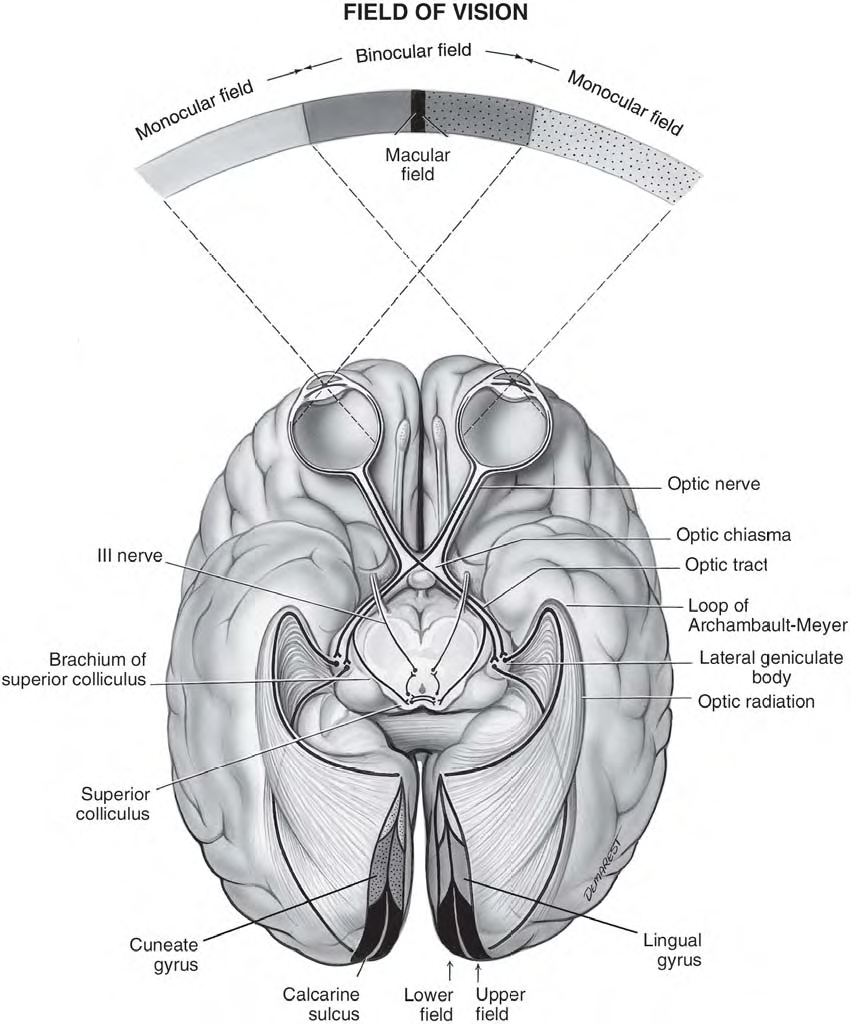 FIELD OF VISION
Binocular field
Monocular field
Monocular field
Macular
field
Optic nerve
Optic chiasma
III nerve
Optic tract
Loop of
Archambault-Meyer
Brachium of
superior colliculus
Lateral geniculate
body
Optic radiation
Superior
colliculus
DEMAREST
Cuneate
gyrus
Lingual
gyrus
Calcarine
sulcus
Lower
field
Upper
field